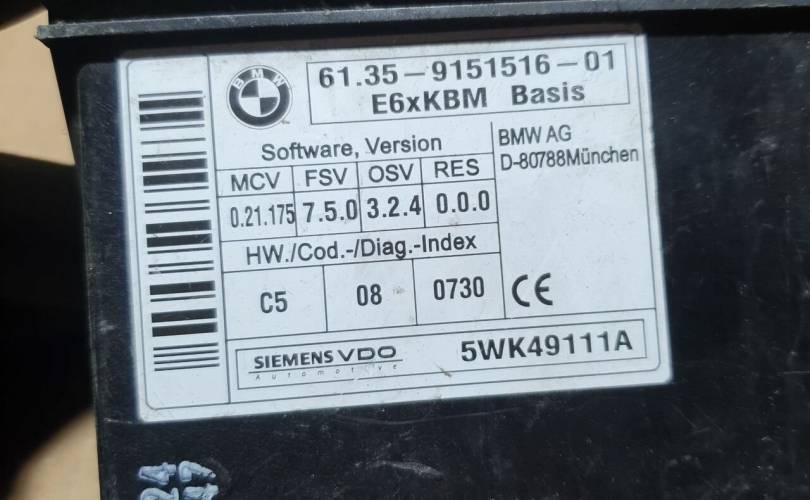 BMW
61.35-9151516-01
E6xKBM Basis
Software, Version
MCV FSV OSV RES
0.21.175 7.5.0 3.2.4 0.0.0
BMW AG
D-80788München
HW./Cod.-/Diag.-Index
C5 08 0730
CE
SIEMENS VDO
Automotive
5WK49111A